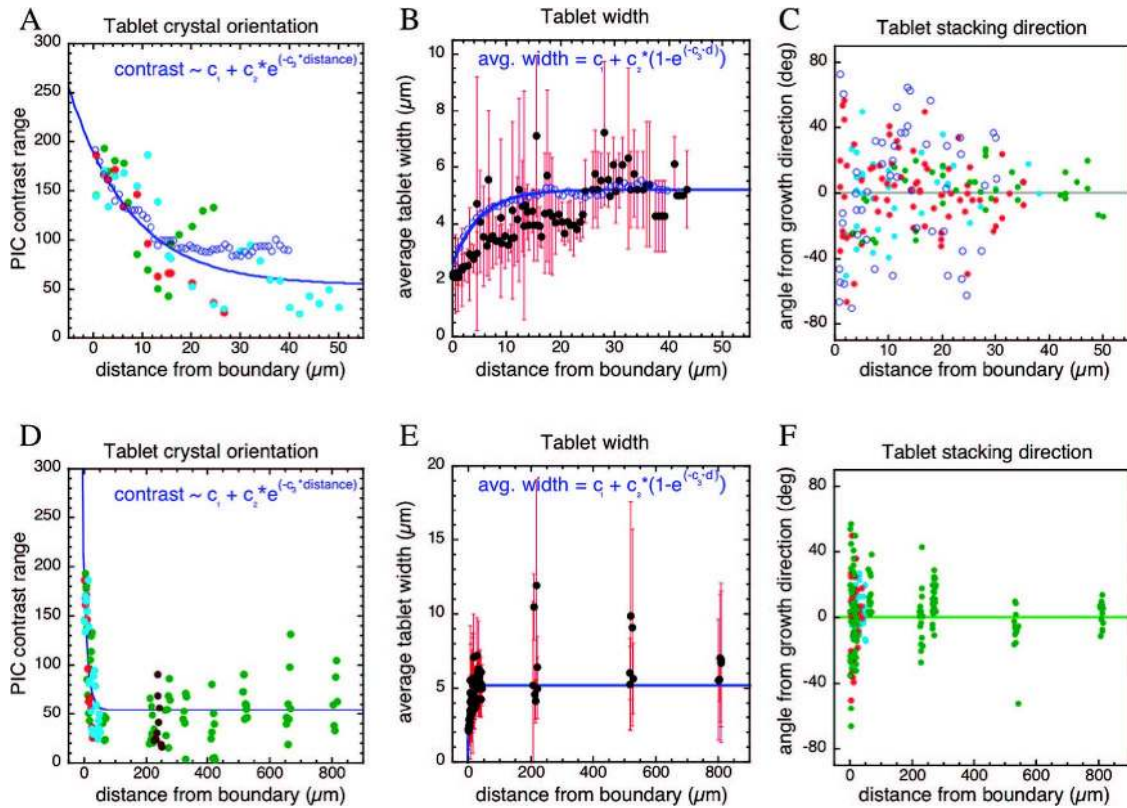 A
Tablet crystal orientation
contrast ~ c₁ + c₂*e^(-c₃*distance)
PIC contrast range
300
250
200
150
100
50
0
0 10 20 30 40 50
distance from boundary (µm)
B
Tablet width
avg. width = c₁ + c₂*(1-e^(-c₃·d))
average tablet width (µm)
10
8
6
4
2
0
0 10 20 30 40 50
distance from boundary (µm)
C
Tablet stacking direction
angle from growth direction (deg)
80
40
0
-40
-80
0 10 20 30 40 50
distance from boundary (µm)
D
Tablet crystal orientation
contrast ~ c₁ + c₂*e^(-c₃*distance)
PIC contrast range
300
250
200
150
100
50
0
0 200 400 600 800
distance from boundary (µm)
E
Tablet width
avg. width = c₁ + c₂*(1-e^(-c₃·d))
average tablet width (µm)
20
15
10
5
0
0 200 400 600 800
distance from boundary (µm)
F
Tablet stacking direction
angle from growth direction (deg)
80
40
0
-40
-80
0 200 400 600 800
distance from boundary (µm)